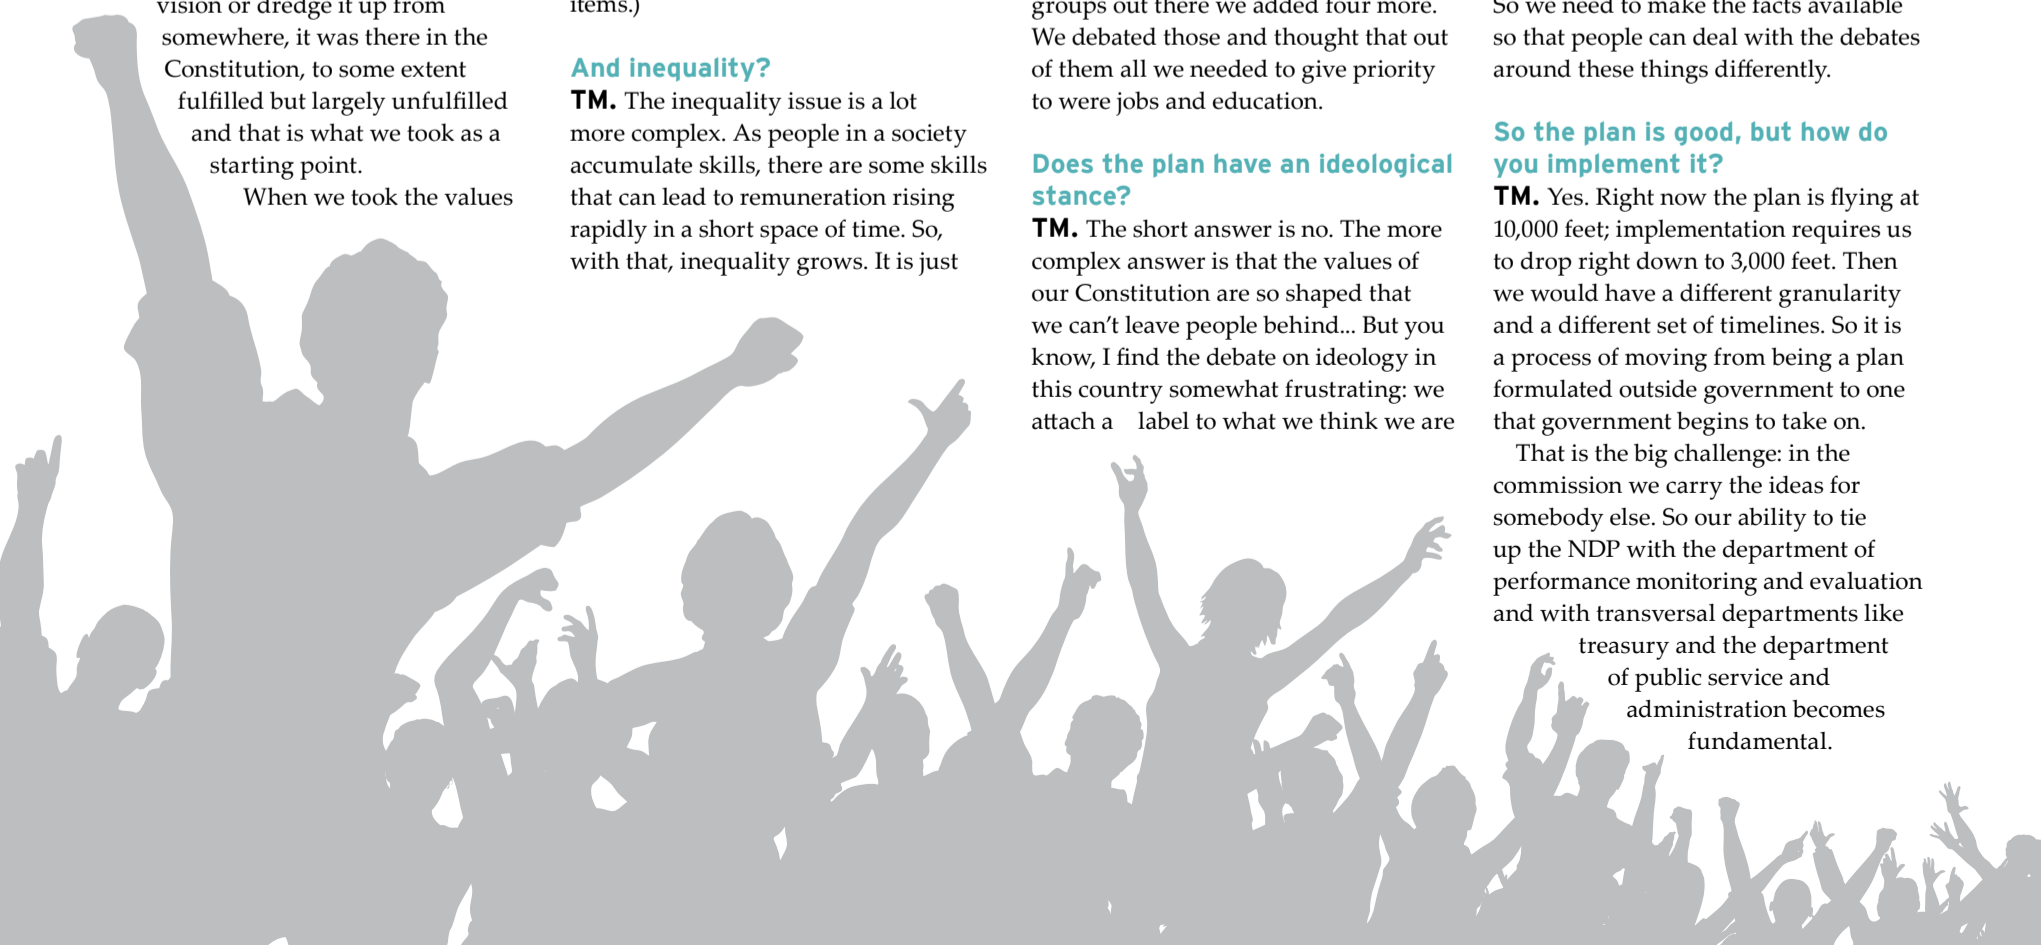 vision or dredge it up from
somewhere, it was there in the
Constitution, to some extent
fulfilled but largely unfulfilled
and that is what we took as a
starting point.
When we took the values
items.)
And inequality?
TM. The inequality issue is a lot
more complex. As people in a society
accumulate skills, there are some skills
that can lead to remuneration rising
rapidly in a short space of time. So,
with that, inequality grows. It is just
groups out there we added four more.
We debated those and thought that out
of them all we needed to give priority
to were jobs and education.
Does the plan have an ideological
stance?
TM. The short answer is no. The more
complex answer is that the values of
our Constitution are so shaped that
we can’t leave people behind... But you
know, I find the debate on ideology in
this country somewhat frustrating: we
attach a label to what we think we are
So we need to make the facts available
so that people can deal with the debates
around these things differently.
So the plan is good, but how do
you implement it?
TM. Yes. Right now the plan is flying at
10,000 feet; implementation requires us
to drop right down to 3,000 feet. Then
we would have a different granularity
and a different set of timelines. So it is
a process of moving from being a plan
formulated outside government to one
that government begins to take on.
That is the big challenge: in the
commission we carry the ideas for
somebody else. So our ability to tie
up the NDP with the department of
performance monitoring and evaluation
and with transversal departments like
treasury and the department
of public service and
administration becomes
fundamental.